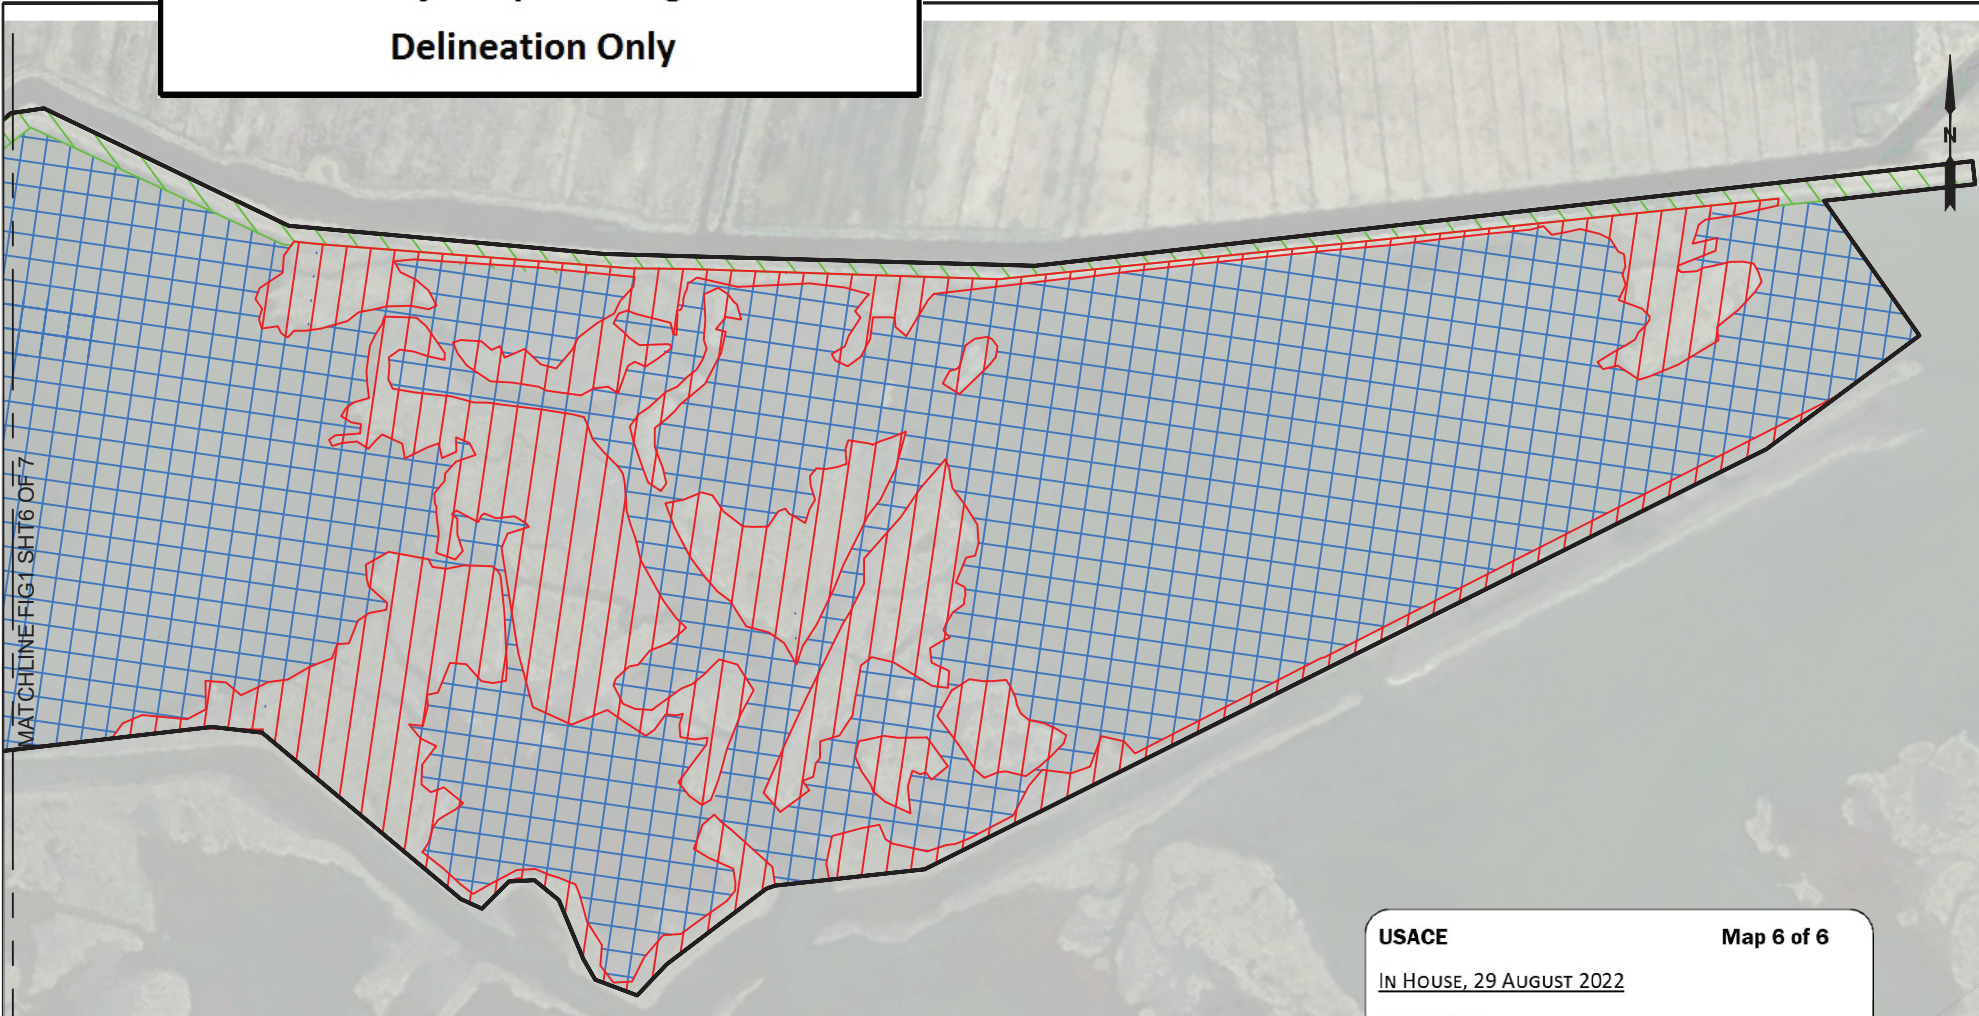 Delineation Only
N
MATCHLINE FIG1 SHT6 OF 7
USACE Map 6 of 6
IN HOUSE, 29 AUGUST 2022